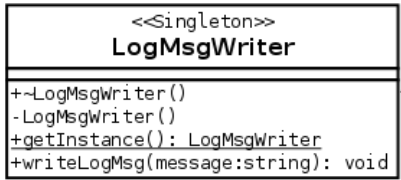 <<Singleton>>
LogMsgWriter
+~LogMsgWriter()
-LogMsgWriter()
+getInstance(): LogMsgWriter
+writeLogMsg(message:string): void